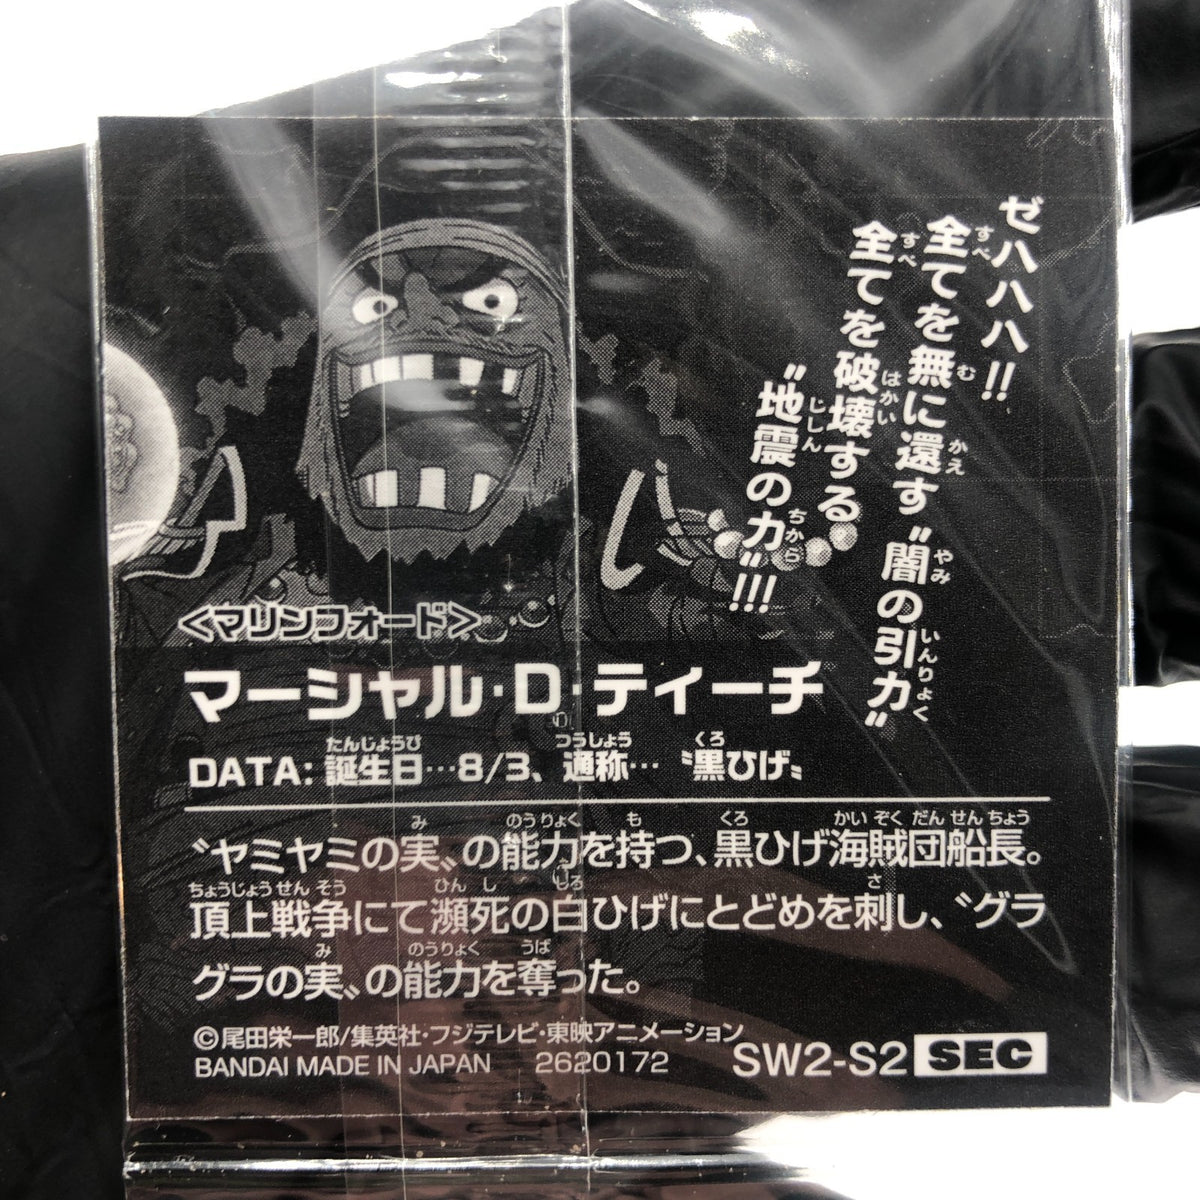 ゼハハハ!!
全てを無に還す〝闇の引力〟
全てを破壊する
〝地震の力〟!!!
<マリンフォード>
マーシャル・D・ティーチ
DATA: 誕生日…8/3、通称…〝黒ひげ〟
〝ヤミヤミの実〟の能力を持つ、黒ひげ海賊団船長。
頂上戦争にて瀕死の白ひげにとどめを刺し、〝グラ
グラの実〟の能力を奪った。
©尾田栄一郎/集英社・フジテレビ・東映アニメーション
BANDAI MADE IN JAPAN 2620172
SW2-S2 SEC